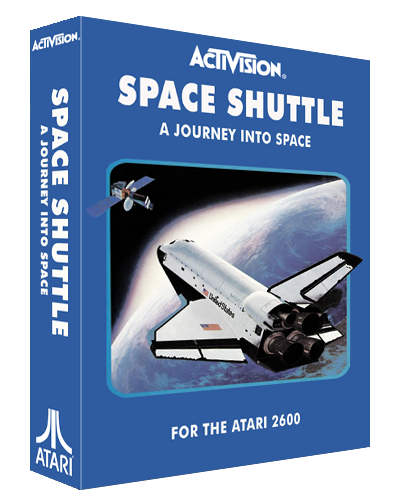 ACTIVISION®
SPACE SHUTTLE
A JOURNEY INTO SPACE
ATARI
ACTIVISION®
SPACE SHUTTLE
A JOURNEY INTO SPACE
United States
FOR THE ATARI 2600